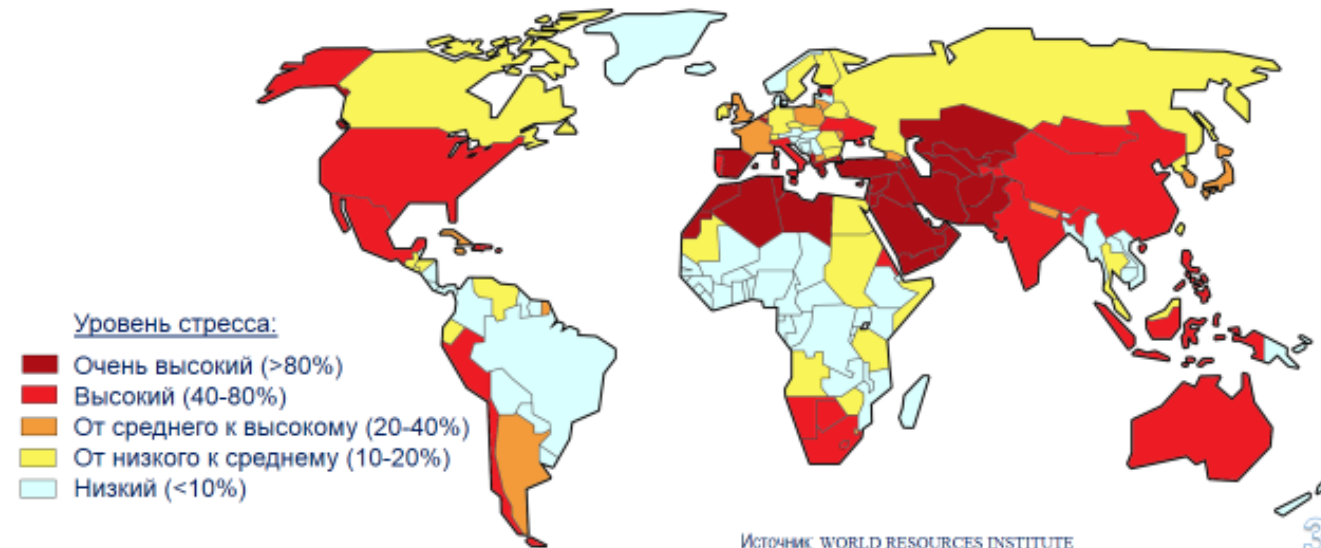 Уровень стресса:
Очень высокий (>80%)
Высокий (40-80%)
От среднего к высокому (20-40%)
От низкого к среднему (10-20%)
Низкий (<10%)
Источник: WORLD RESOURCES INSTITUTE